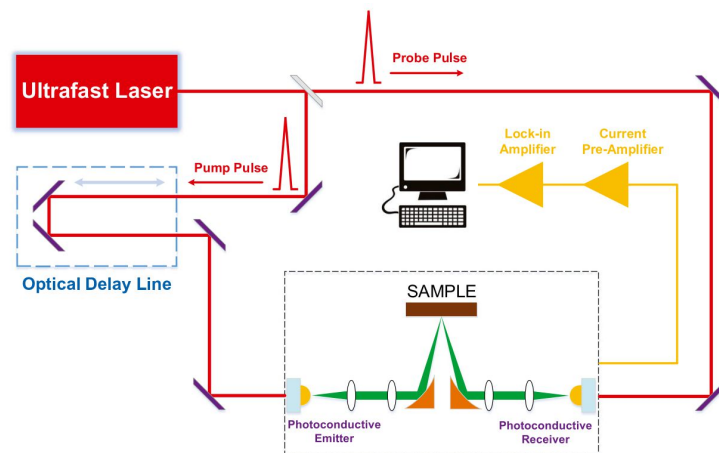 Probe Pulse
Ultrafast Laser
Lock-in
Amplifier
Current
Pre-Amplifier
Pump Pulse
Optical Delay Line
SAMPLE
Photoconductive
Emitter
Photoconductive
Receiver